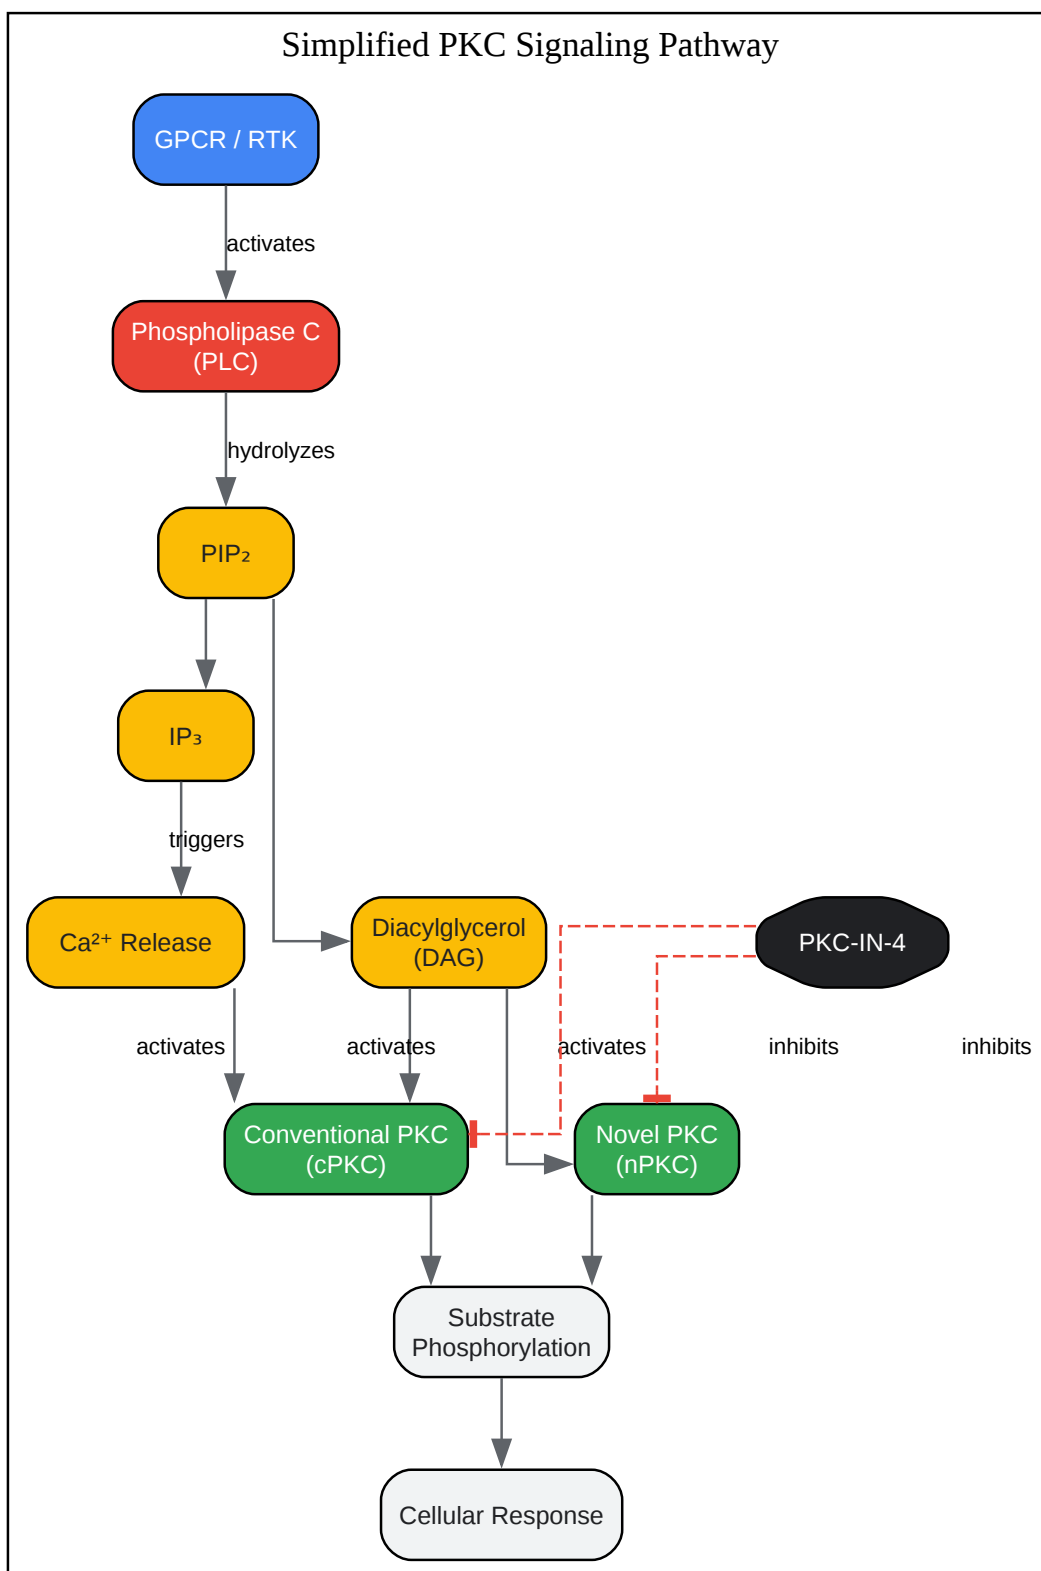 Simplified PKC Signaling Pathway
GPCR / RTK
activates
Phospholipase C
(PLC)
hydrolyzes
PIP₂
IP₃
triggers
Ca²⁺ Release
Diacylglycerol
(DAG)
PKC-IN-4
activates
activates
activates
inhibits
inhibits
Conventional PKC
(cPKC)
Novel PKC
(nPKC)
Substrate
Phosphorylation
Cellular Response